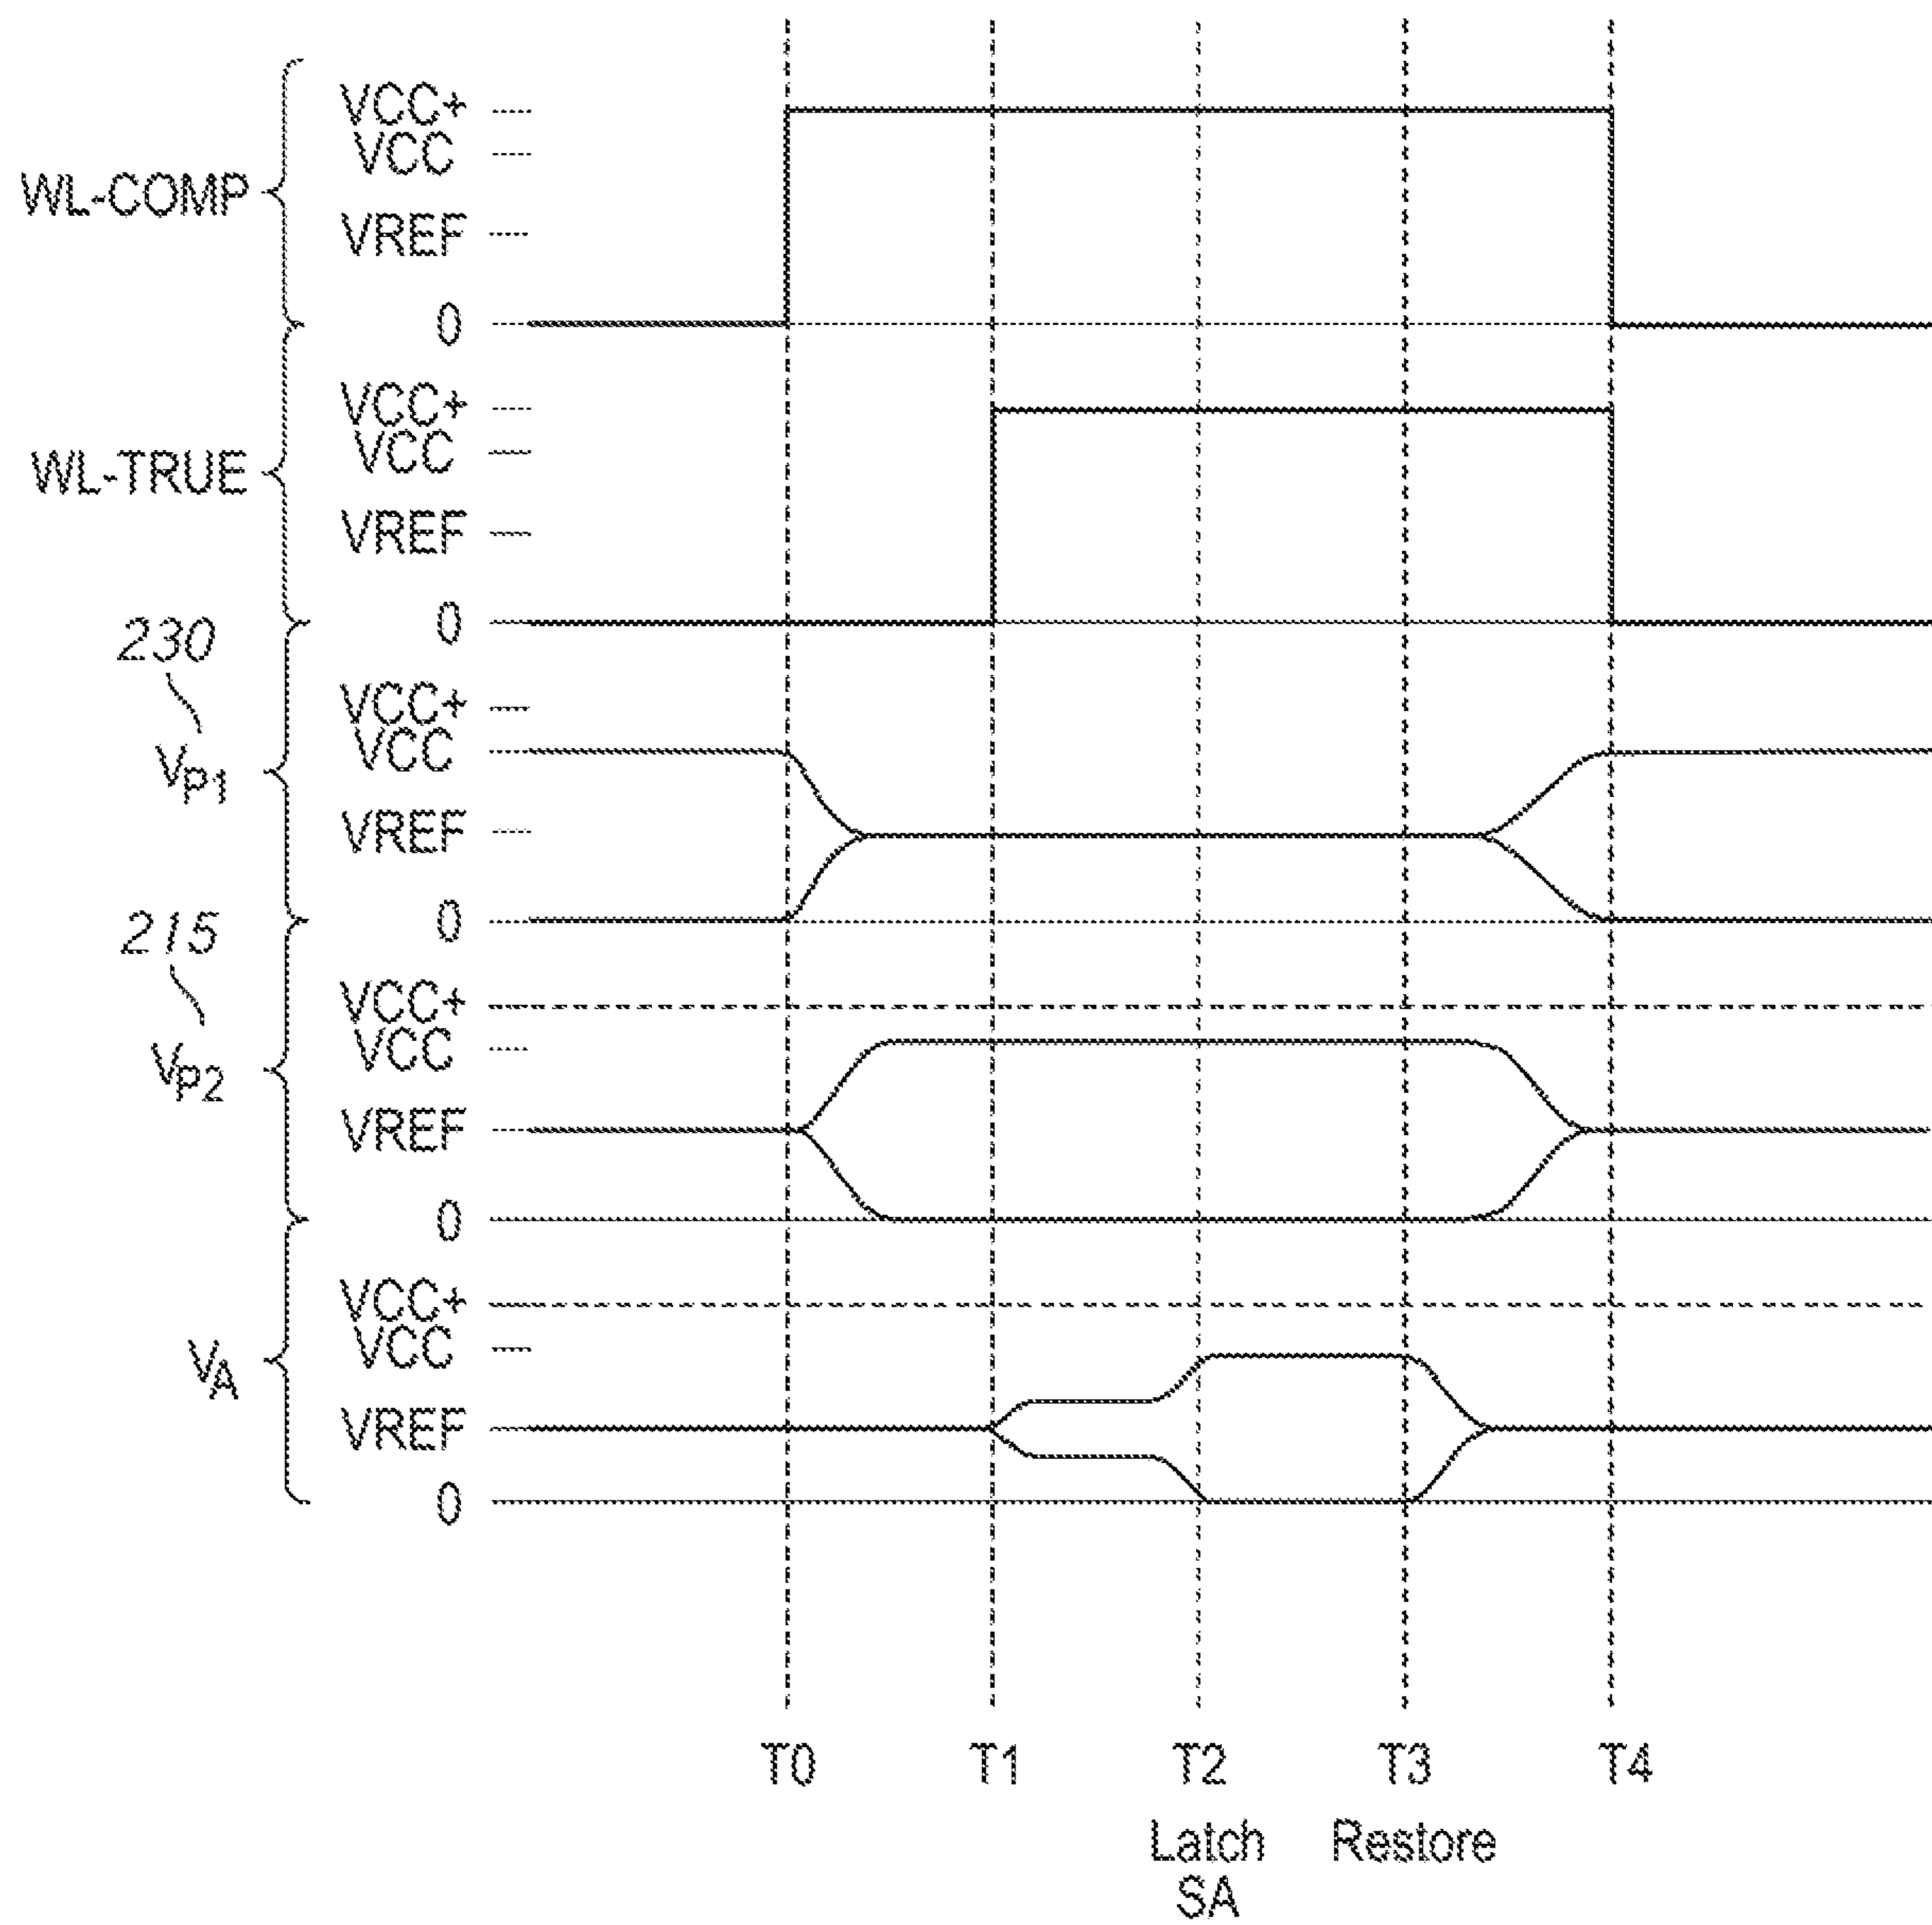 WL-COMP
VCC+
VCC
VREF
0
WL-TRUE
VCC+
VCC
VREF
0
230
VP1
VCC+
VCC
VREF
0
215
VP2
VCC+
VCC
VREF
0
VA
VCC+
VCC
VREF
0
T0 T1 T2 T3 T4
Latch Restore
SA